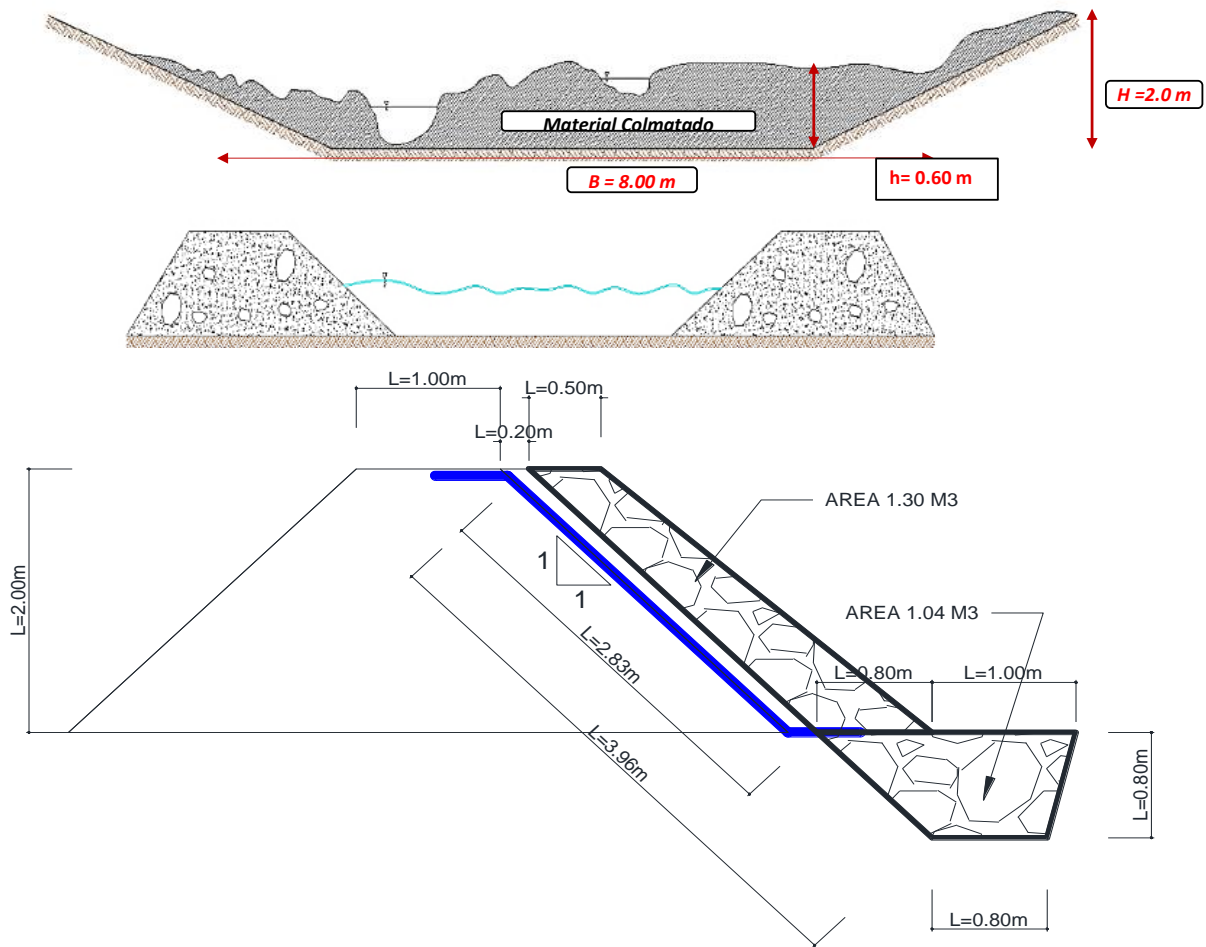 H =2.0 m
Material Colmatado
B = 8.00 m
h= 0.60 m
L=1.00m
L=0.50m
L=0.20m
AREA 1.30 M3
1
1
L=2.00m
AREA 1.04 M3
L=2.83m
L=0.80m
L=1.00m
L=3.96m
L=0.80m
L=0.80m